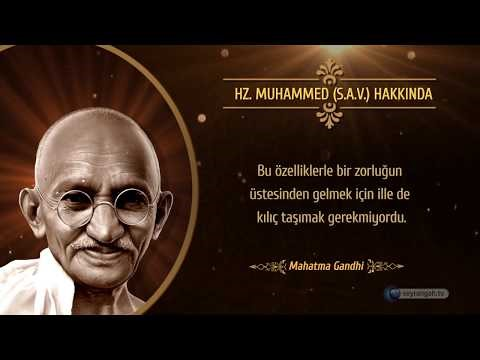 HZ. MUHAMMED (S.A.V.) HAKKINDA
Bu özelliklerle bir zorluğun
üstesinden gelmek için ille de
kılıç taşımak gerekmiyordu.
Mahatma Gandhi
seyrangah.tv